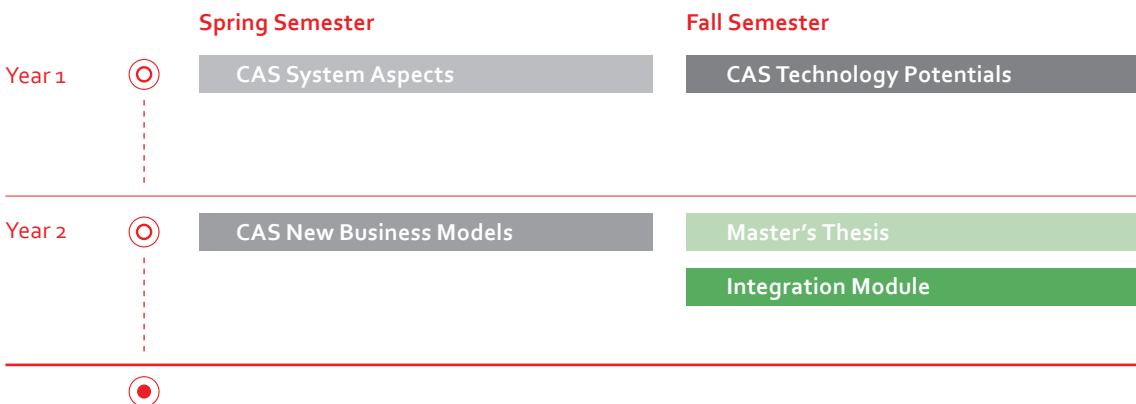 Spring Semester Fall Semester
Year 1 CAS System Aspects CAS Technology Potentials
Year 2 CAS New Business Models Master’s Thesis
Integration Module